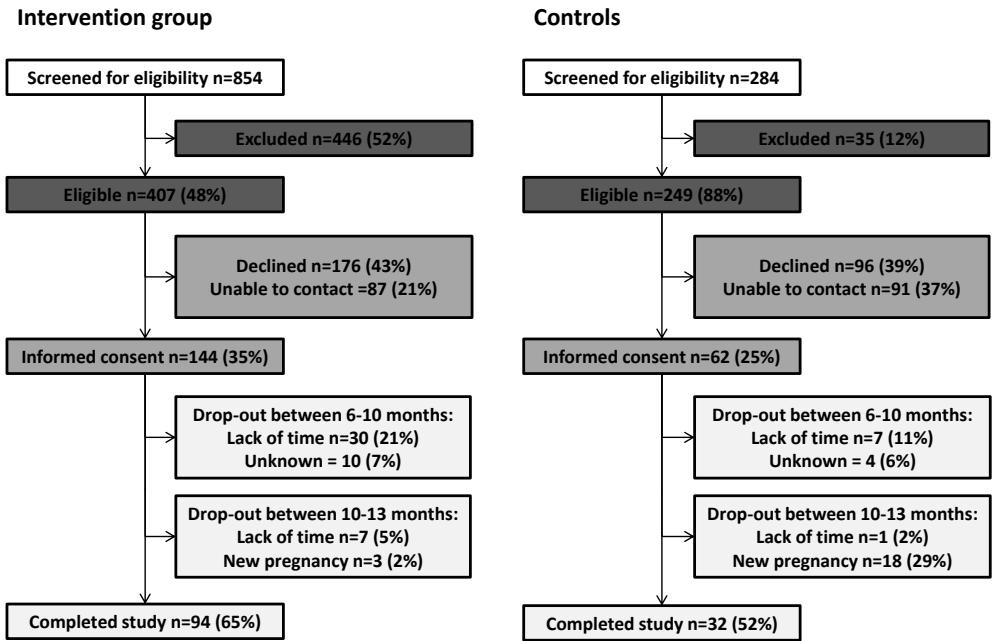 Intervention group
Screened for eligibility n=854
Excluded n=446 (52%)
Eligible n=407 (48%)
Declined n=176 (43%)
Unable to contact =87 (21%)
Informed consent n=144 (35%)
Drop-out between 6-10 months:
Lack of time n=30 (21%)
Unknown = 10 (7%)
Drop-out between 10-13 months:
Lack of time n=7 (5%)
New pregnancy n=3 (2%)
Completed study n=94 (65%)
Controls
Screened for eligibility n=284
Excluded n=35 (12%)
Eligible n=249 (88%)
Declined n=96 (39%)
Unable to contact n=91 (37%)
Informed consent n=62 (25%)
Drop-out between 6-10 months:
Lack of time n=7 (11%)
Unknown = 4 (6%)
Drop-out between 10-13 months:
Lack of time n=1 (2%)
New pregnancy n=18 (29%)
Completed study n=32 (52%)